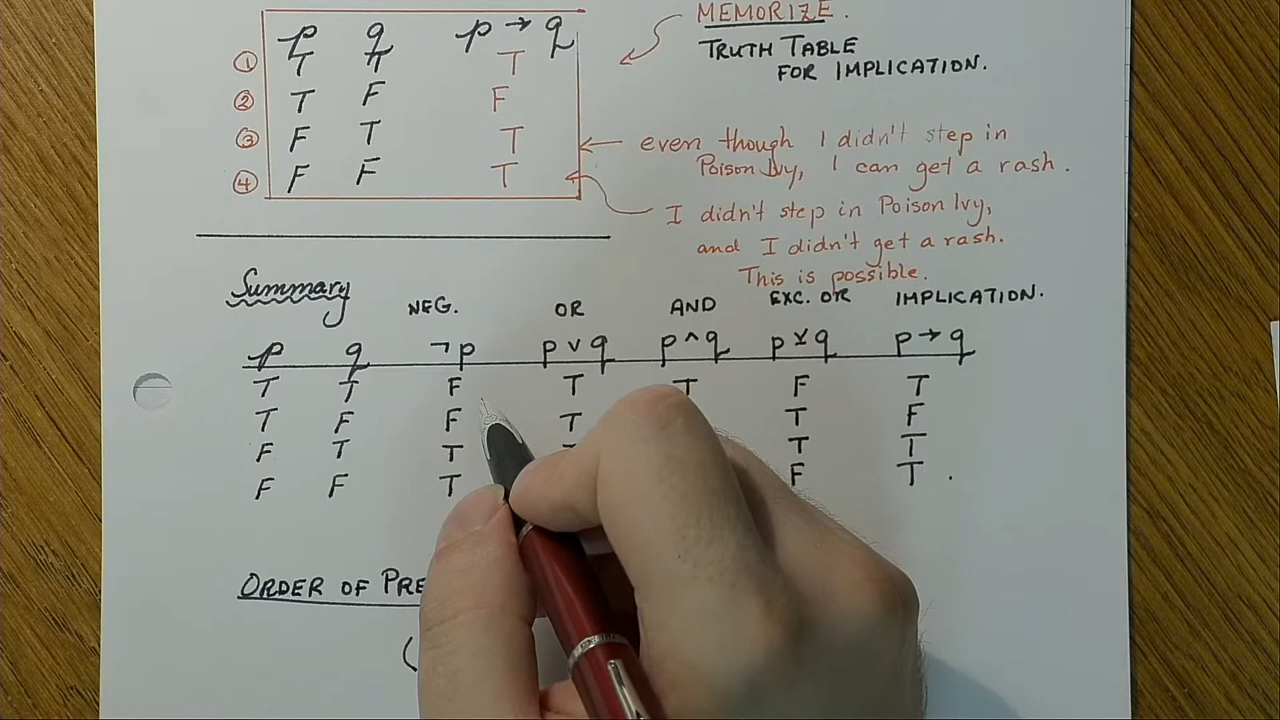 p q p → q
① T T T
② T F F
③ F T T
④ F F T
MEMORIZE.
TRUTH TABLE
FOR IMPLICATION.
even though I didn't step in
Poison Ivy, I can get a rash.
I didn't step in Poison Ivy,
and I didn't get a rash.
This is possible.
Summary
NEG. OR AND EXC. OR IMPLICATION.
p q ¬p p ∨ q p ∧ q p ⊻ q p → q
T T F T T F T
T F F T T F
F T T T T
F F T F T .
ORDER OF PRE
(